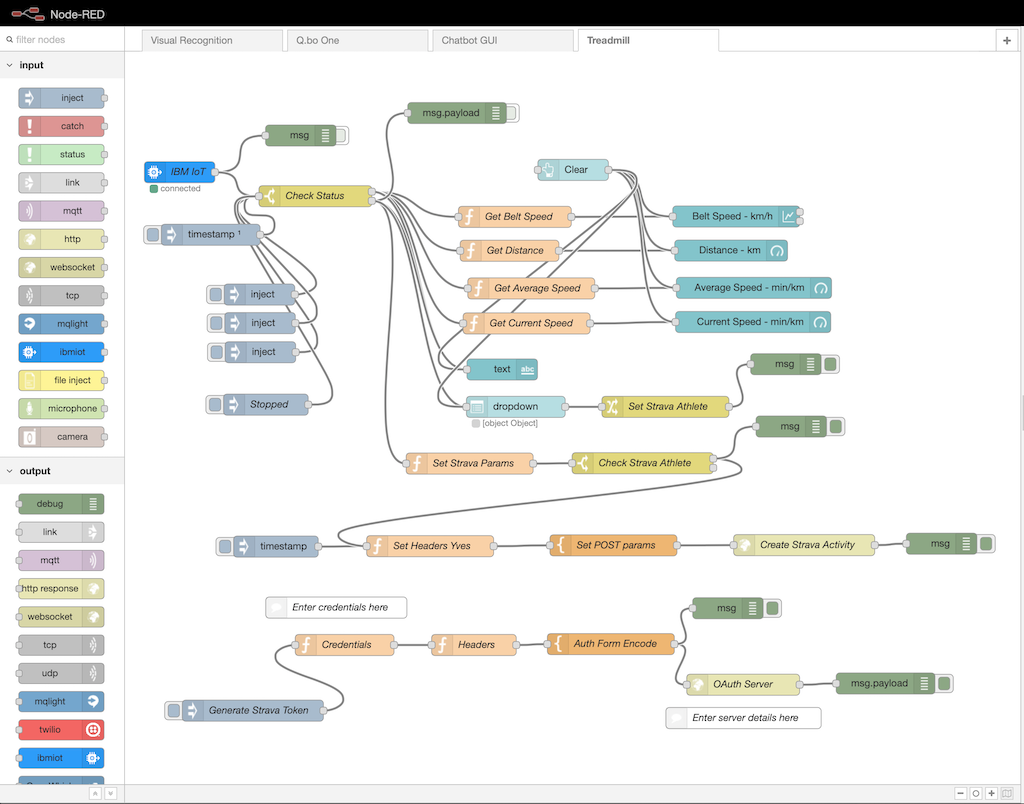 Node-RED
filter nodes
Visual Recognition
Q.bo One
Chatbot GUI
Treadmill
input
inject
catch
status
link
mqtt
http
websocket
tcp
mqlight
ibmiot
file inject
microphone
camera
output
debug
link
mqtt
http response
websocket
tcp
udp
mqlight
twilio
ibmiot
msg.payload
msg
IBM IoT
connected
Check Status
Clear
timestamp ¹
Get Belt Speed
Belt Speed - km/h
Get Distance
Distance - km
inject
Get Average Speed
Average Speed - min/km
inject
Get Current Speed
Current Speed - min/km
inject
text
abc
msg
Stopped
dropdown
[object Object]
Set Strava Athlete
msg
Set Strava Params
Check Strava Athlete
timestamp
Set Headers Yves
Set POST params
Create Strava Activity
msg
Enter credentials here
msg
Credentials
Headers
Auth Form Encode
OAuth Server
msg.payload
Generate Strava Token
Enter server details here